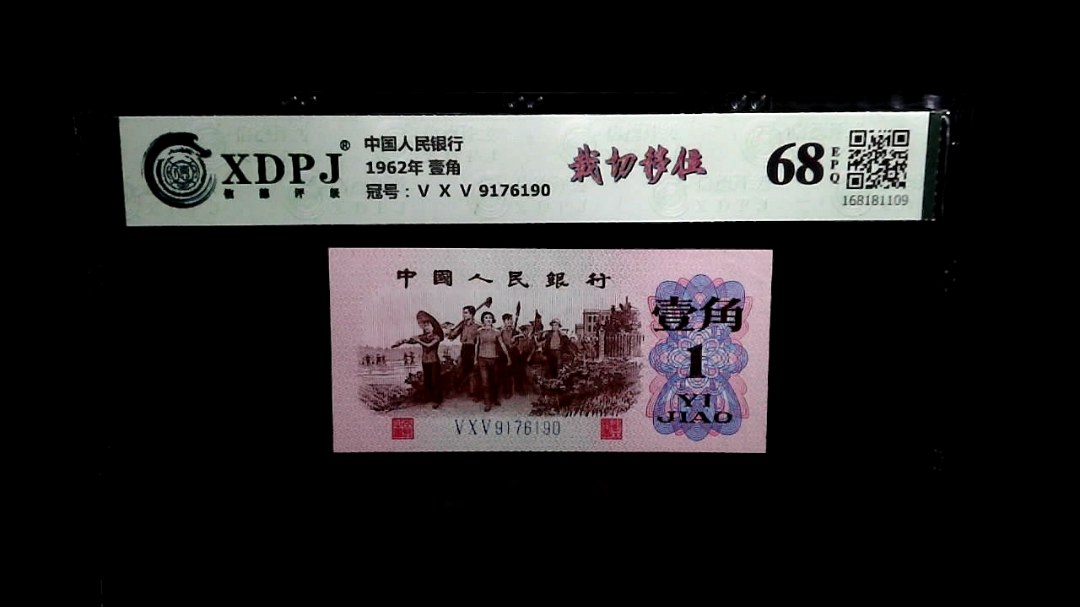 XDPJ®
中国人民银行
1962年 壹角
冠号：V X V 9176190
裁切移位
68
EPQ
168181109
中國人民銀行
壹角
1
YI
JIAO
VXV9176190